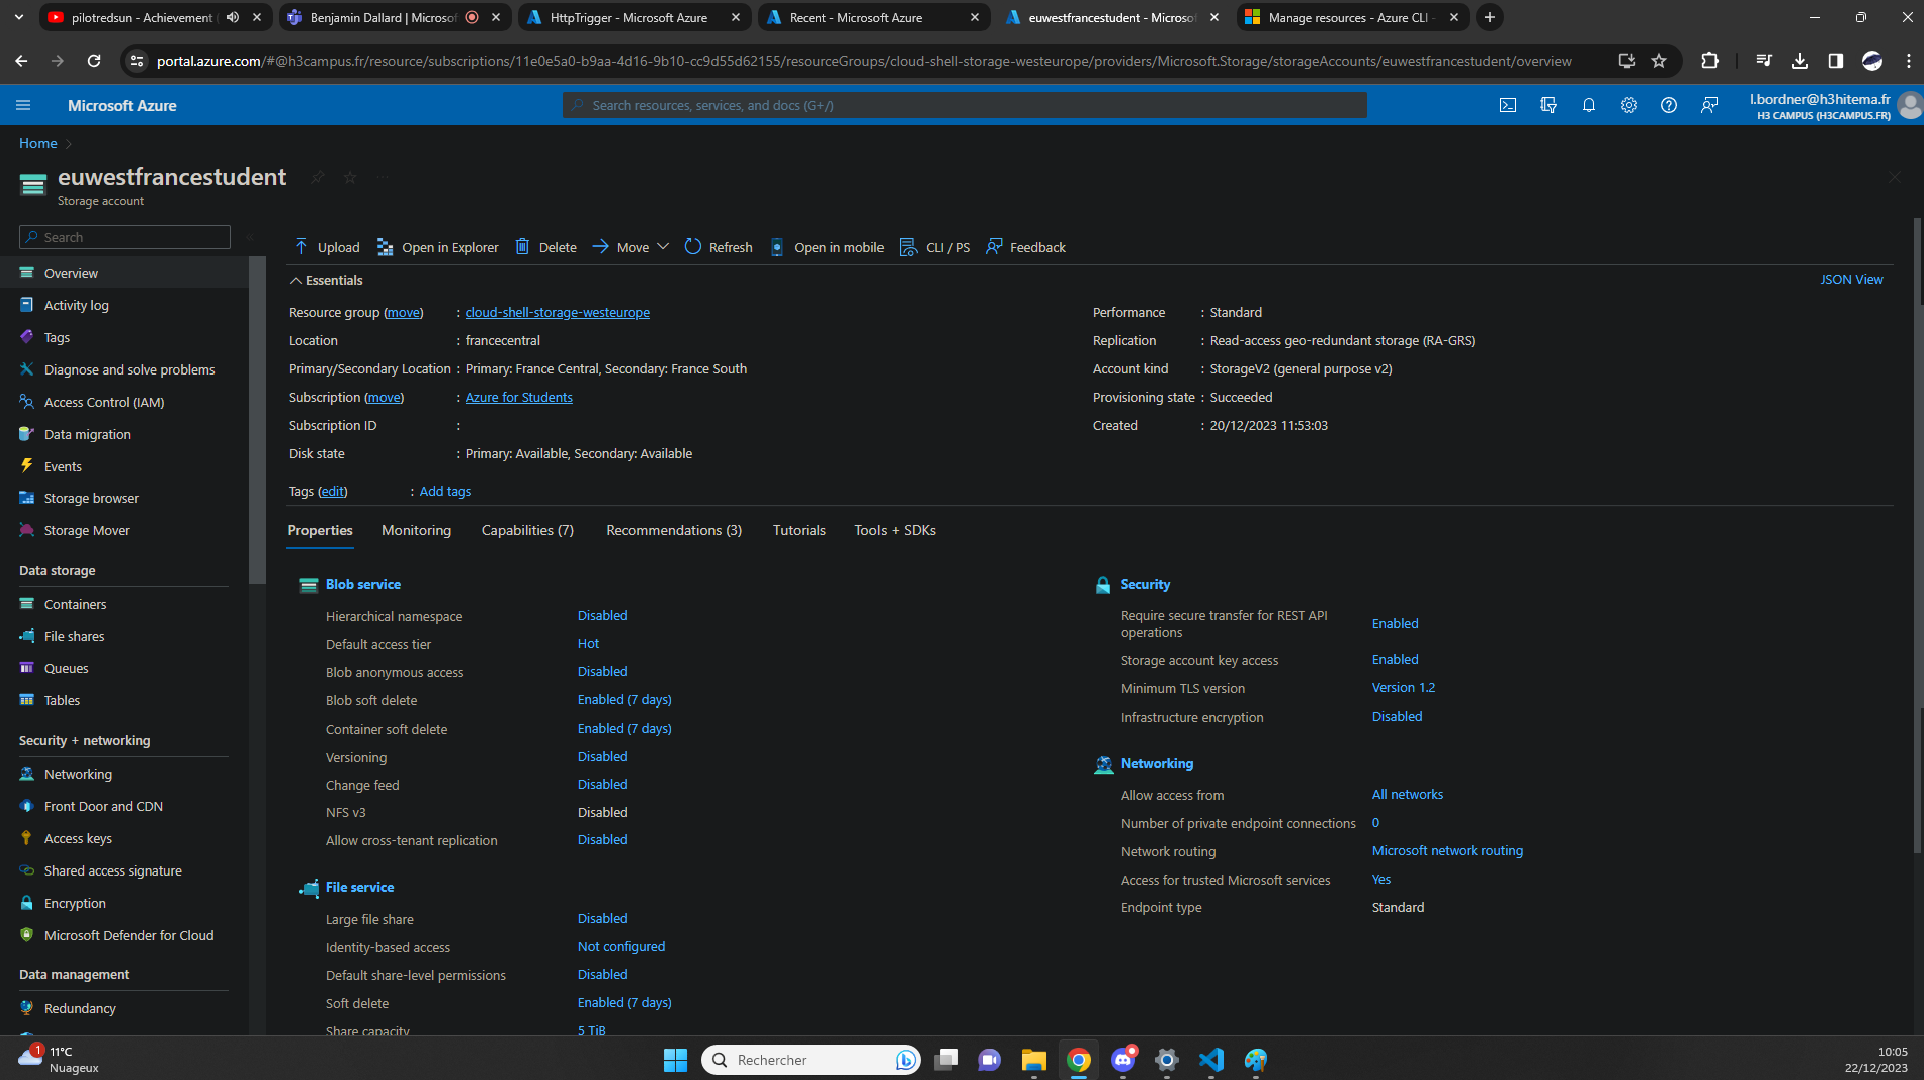 pilotredsun - Achievement (
Benjamin Dallard | Microsof
HttpTrigger - Microsoft Azure
Recent - Microsoft Azure
euwestfrancestudent - Microso
Manage resources - Azure CLI -
portal.azure.com/#@h3campus.fr/resource/subscriptions/11e0e5a0-b9aa-4d16-9b10-cc9d55d62155/resourceGroups/cloud-shell-storage-westeurope/providers/Microsoft.Storage/storageAccounts/euwestfrancestudent/overview
Microsoft Azure
Search resources, services, and docs (G+/)
l.bordner@h3hitema.fr
H3 CAMPUS (H3CAMPUS.FR)
Home
euwestfrancestudent
Storage account
Search
Overview
Activity log
Tags
Diagnose and solve problems
Access Control (IAM)
Data migration
Events
Storage browser
Storage Mover
Data storage
Containers
File shares
Queues
Tables
Security + networking
Networking
Front Door and CDN
Access keys
Shared access signature
Encryption
Microsoft Defender for Cloud
Data management
Redundancy
Upload
Open in Explorer
Delete
Move
Refresh
Open in mobile
CLI / PS
Feedback
Essentials
JSON View
Resource group (move) : cloud-shell-storage-westeurope
Location : francecentral
Primary/Secondary Location : Primary: France Central, Secondary: France South
Subscription (move) : Azure for Students
Subscription ID :
Disk state : Primary: Available, Secondary: Available
Performance : Standard
Replication : Read-access geo-redundant storage (RA-GRS)
Account kind : StorageV2 (general purpose v2)
Provisioning state : Succeeded
Created : 20/12/2023 11:53:03
Tags (edit) : Add tags
Properties
Monitoring
Capabilities (7)
Recommendations (3)
Tutorials
Tools + SDKs
Blob service
Hierarchical namespace Disabled
Default access tier Hot
Blob anonymous access Disabled
Blob soft delete Enabled (7 days)
Container soft delete Enabled (7 days)
Versioning Disabled
Change feed Disabled
NFS v3 Disabled
Allow cross-tenant replication Disabled
File service
Large file share Disabled
Identity-based access Not configured
Default share-level permissions Disabled
Soft delete Enabled (7 days)
Share capacity 5 TiB
Security
Require secure transfer for REST API
operations Enabled
Storage account key access Enabled
Minimum TLS version Version 1.2
Infrastructure encryption Disabled
Networking
Allow access from All networks
Number of private endpoint connections 0
Network routing Microsoft network routing
Access for trusted Microsoft services Yes
Endpoint type Standard
1
11°C
Nuageux
Rechercher
10:05
22/12/2023